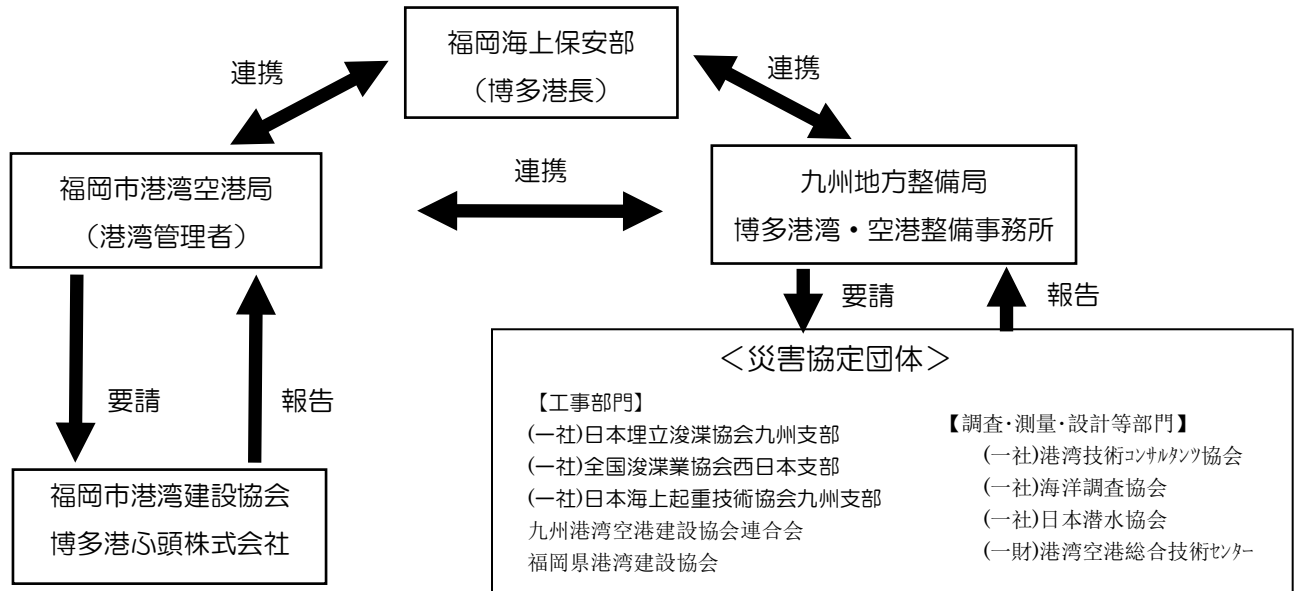 福岡海上保安部
（博多港長）
連携
連携
福岡市港湾空港局
（港湾管理者）
連携
九州地方整備局
博多港湾・空港整備事務所
要請
報告
要請
報告
福岡市港湾建設協会
博多港ふ頭株式会社
＜災害協定団体＞
【工事部門】
(一社)日本埋立浚渫協会九州支部
(一社)全国浚渫業協会西日本支部
(一社)日本海上起重技術協会九州支部
九州港湾空港建設協会連合会
福岡県港湾建設協会
【調査･測量･設計等部門】
(一社)港湾技術ｺﾝｻﾙﾀﾝﾂ協会
(一社)海洋調査協会
(一社)日本潜水協会
(一財)港湾空港総合技術ｾﾝﾀｰ